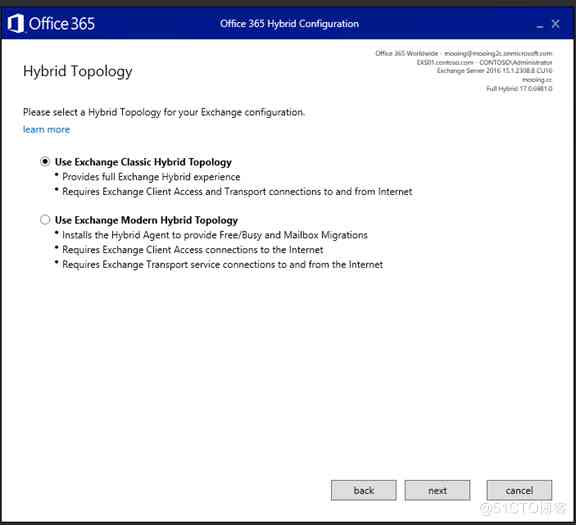 Office 365
Office 365 Hybrid Configuration
Office 365 Worldwide - mooing@mooing2c.onmicrosoft.com
EXS01.contoso.com - CONTOSO\Administrator
Exchange Server 2016 15.1.2308.8 CU16
mooing.cc
Full Hybrid 17.0.6981.0
Hybrid Topology
Please select a Hybrid Topology for your Exchange configuration.
learn more
Use Exchange Classic Hybrid Topology
* Provides full Exchange Hybrid experience
* Requires Exchange Client Access and Transport connections to and from Internet
Use Exchange Modern Hybrid Topology
* Installs the Hybrid Agent to provide Free/Busy and Mailbox Migrations
* Requires Exchange Client Access connections to the Internet
* Requires Exchange Transport service connections to and from the Internet
back
next
cancel
@51CTO博客